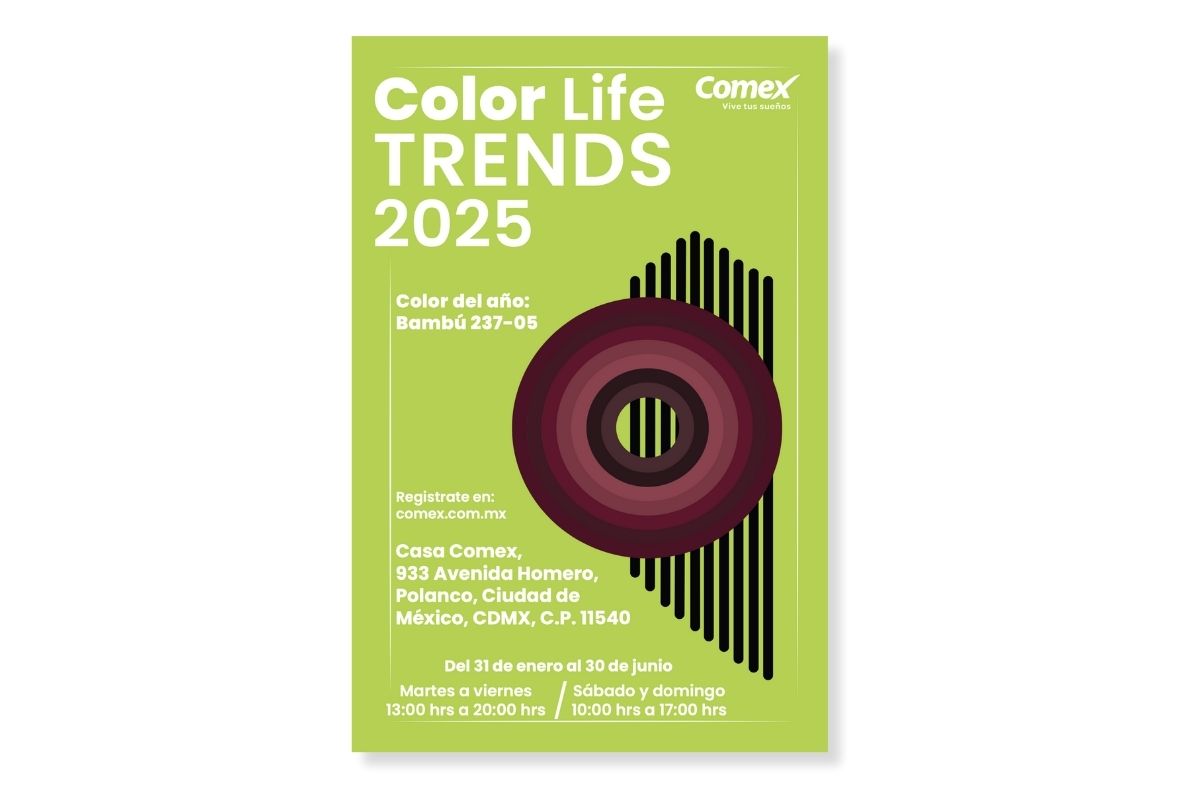 Color Life
TRENDS
2025
Comex
Vive tus sueños
Color del año:
Bambú 237-05
Registrate en:
comex.com.mx
Casa Comex,
933 Avenida Homero,
Polanco, Ciudad de
México, CDMX, C.P. 11540
Del 31 de enero al 30 de junio
Martes a viernes
13:00 hrs a 20:00 hrs
/
Sábado y domingo
10:00 hrs a 17:00 hrs